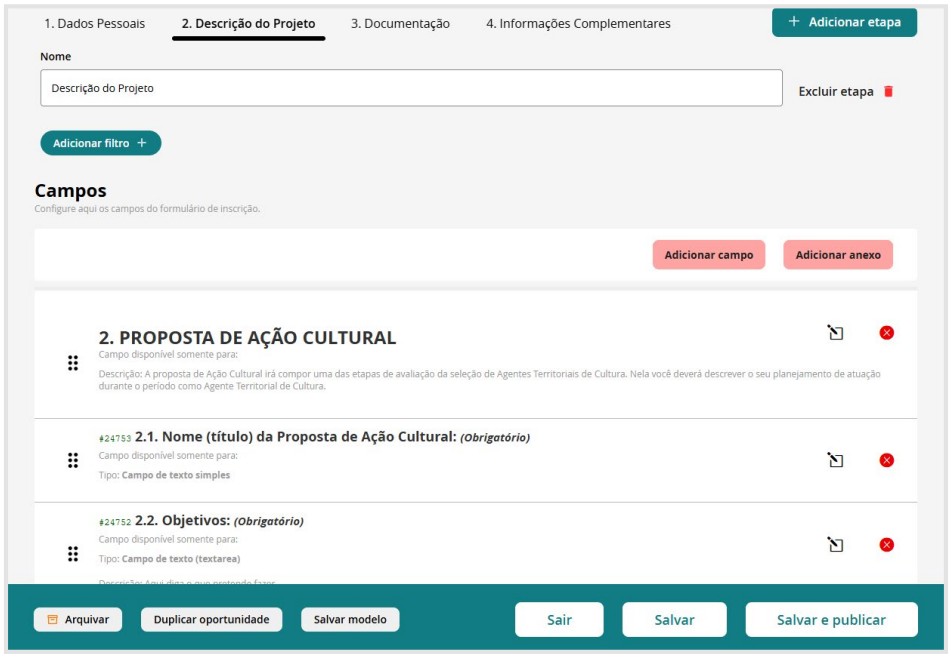 1. Dados Pessoais
2. Descrição do Projeto
3. Documentação
4. Informações Complementares
+ Adicionar etapa
Nome
Descrição do Projeto
Excluir etapa
Adicionar filtro +
Campos
Configure aqui os campos do formulário de inscrição.
Adicionar campo
Adicionar anexo
2. PROPOSTA DE AÇÃO CULTURAL
Campo disponível somente para:
Descrição: A proposta de Ação Cultural irá compor uma das etapas de avaliação da seleção de Agentes Territoriais de Cultura. Nela você deverá descrever o seu planejamento de atuação
durante o período como Agente Territorial de Cultura.
#24753 2.1. Nome (título) da Proposta de Ação Cultural: (Obrigatório)
Campo disponível somente para:
Tipo: Campo de texto simples
#24752 2.2. Objetivos: (Obrigatório)
Campo disponível somente para:
Tipo: Campo de texto (textarea)
Descrição: Aqui diga o que pretende fazer
Arquivar
Duplicar oportunidade
Salvar modelo
Sair
Salvar
Salvar e publicar